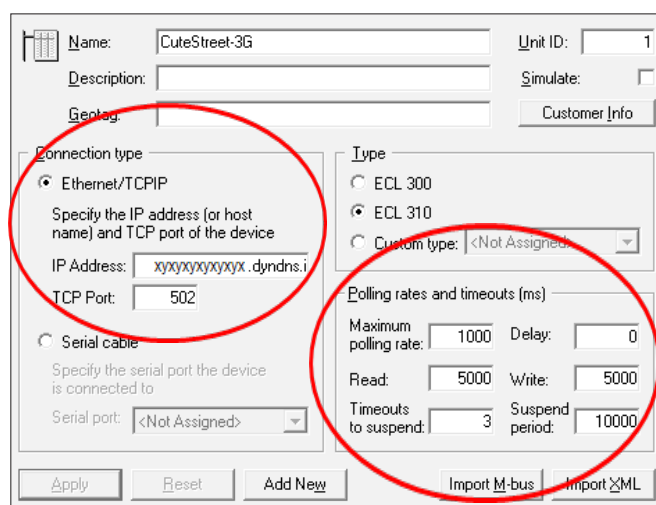 Name: CuteStreet-3G Unit ID: 1
Description: Simulate:
Geotag: Customer Info
Connection type
Ethernet/TCPIP
Specify the IP address (or host
name) and TCP port of the device
IP Address: xyxyxyxyxyxyx.dyndns.i
TCP Port: 502
Serial cable
Specify the serial port the device
is connected to
Serial port: <Not Assigned>
Type
ECL 300
ECL 310
Custom type: <Not Assigned>
Polling rates and timeouts (ms)
Maximum
polling rate: 1000 Delay: 0
Read: 5000 Write: 5000
Timeouts
to suspend: 3
Suspend
period: 10000
Apply Reset Add New Import M-bus Import XML